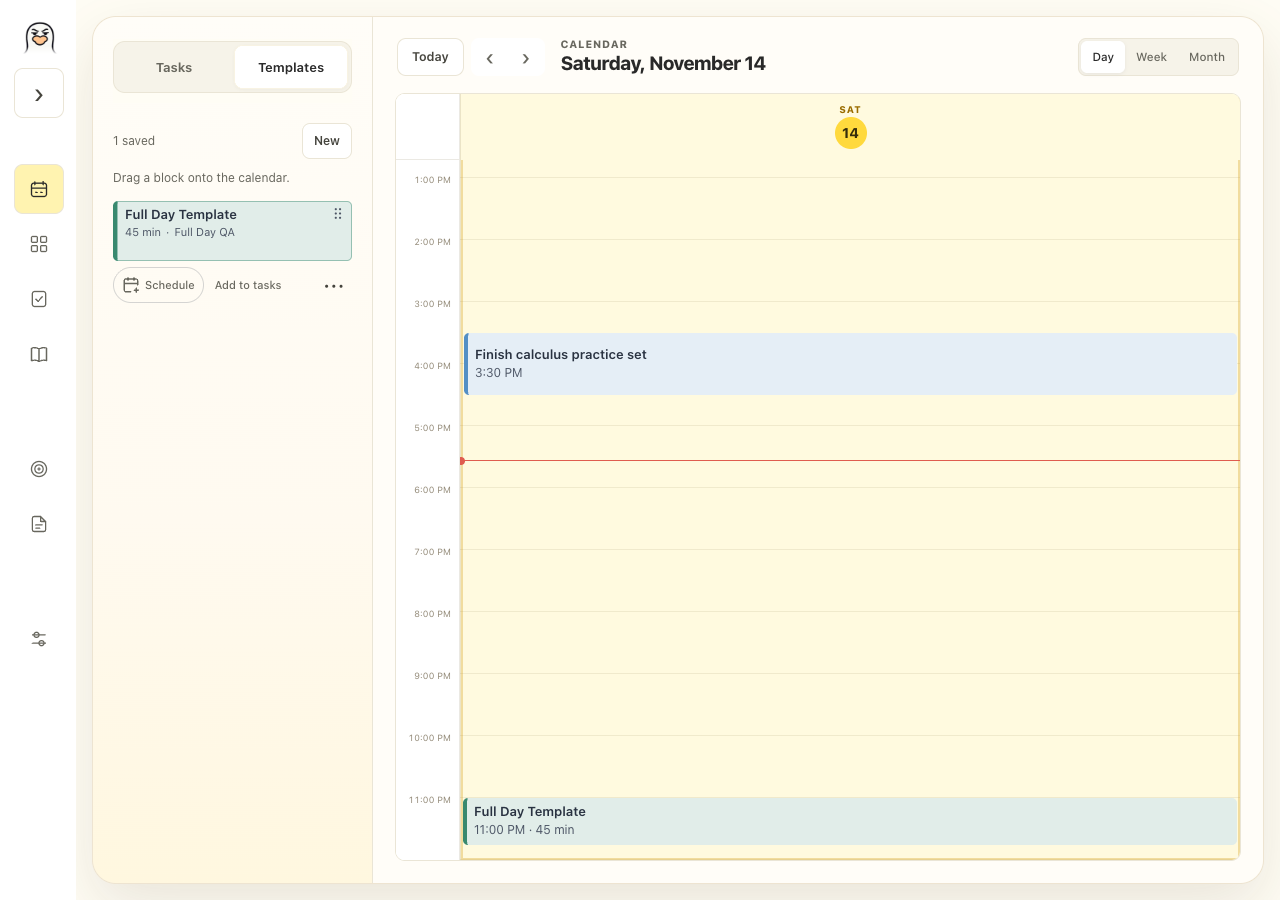 Tasks
Templates
1 saved
New
Drag a block onto the calendar.
Full Day Template
45 min · Full Day QA
Schedule
Add to tasks
Today
CALENDAR
Saturday, November 14
Day
Week
Month
SAT
14
1:00 PM
2:00 PM
3:00 PM
Finish calculus practice set
3:30 PM
4:00 PM
5:00 PM
6:00 PM
7:00 PM
8:00 PM
9:00 PM
10:00 PM
11:00 PM
Full Day Template
11:00 PM · 45 min